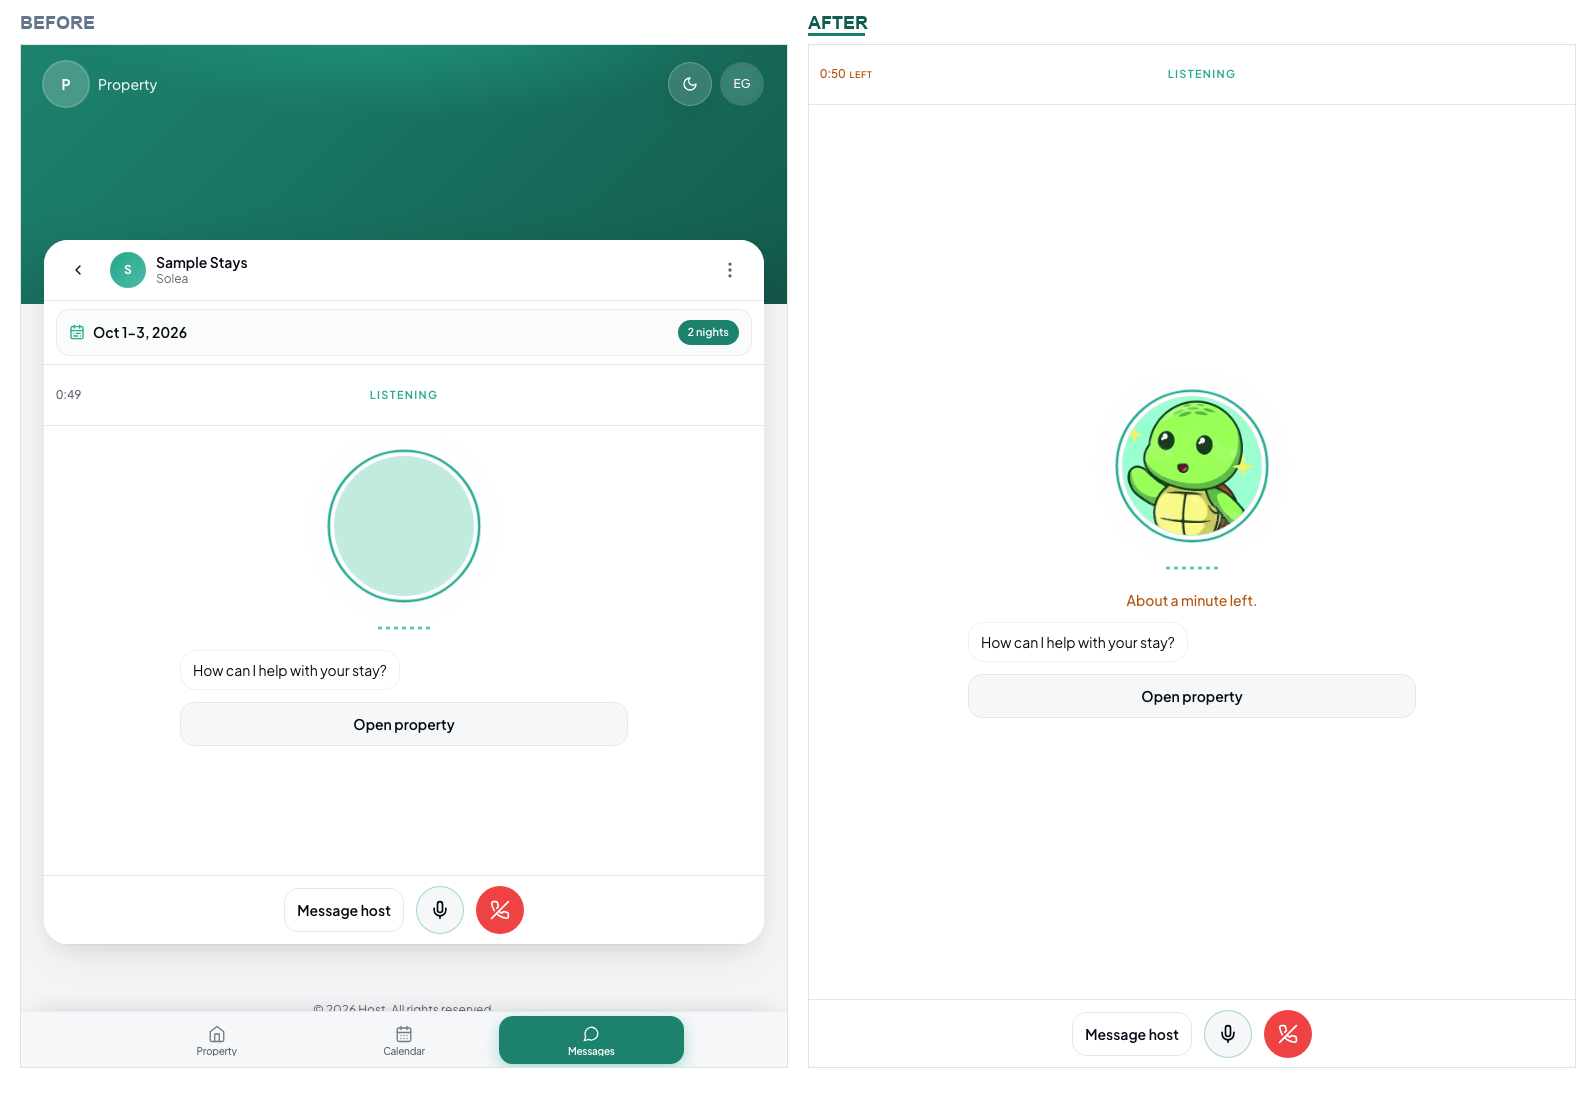 BEFORE
P Property EG
S Sample Stays
Solea
Oct 1–3, 2026 2 nights
0:49 LISTENING
How can I help with your stay?
Open property
Message host
© 2026 Host. All rights reserved
Property Calendar Messages
AFTER
0:50 LEFT LISTENING
About a minute left.
How can I help with your stay?
Open property
Message host